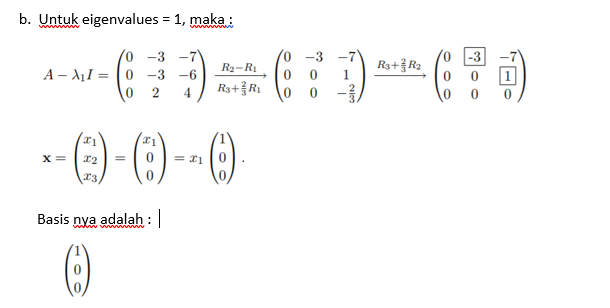 b. Untuk eigenvalues = 1, maka :
A − λ₁I = (0 −3 −7; 0 −3 −6; 0 2 4) R₂−R₁ R₃+⅔R₁ → (0 −3 −7; 0 0 1; 0 0 −⅔) R₃+⅔R₂ → (0 −3 −7; 0 0 1; 0 0 0)
x = (x₁; x₂; x₃) = (x₁; 0; 0) = x₁ (1; 0; 0) .
Basis nya adalah :
(1; 0; 0)